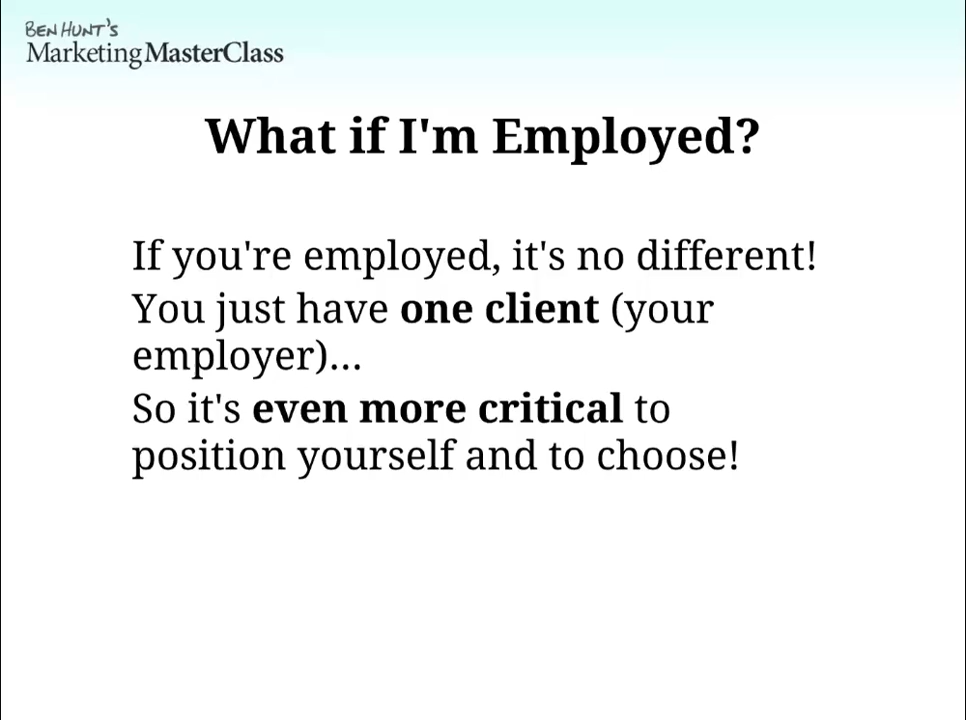 BEN HUNT'S
Marketing MasterClass
What if I'm Employed?
If you're employed, it's no different!
You just have one client (your
employer)...
So it's even more critical to
position yourself and to choose!